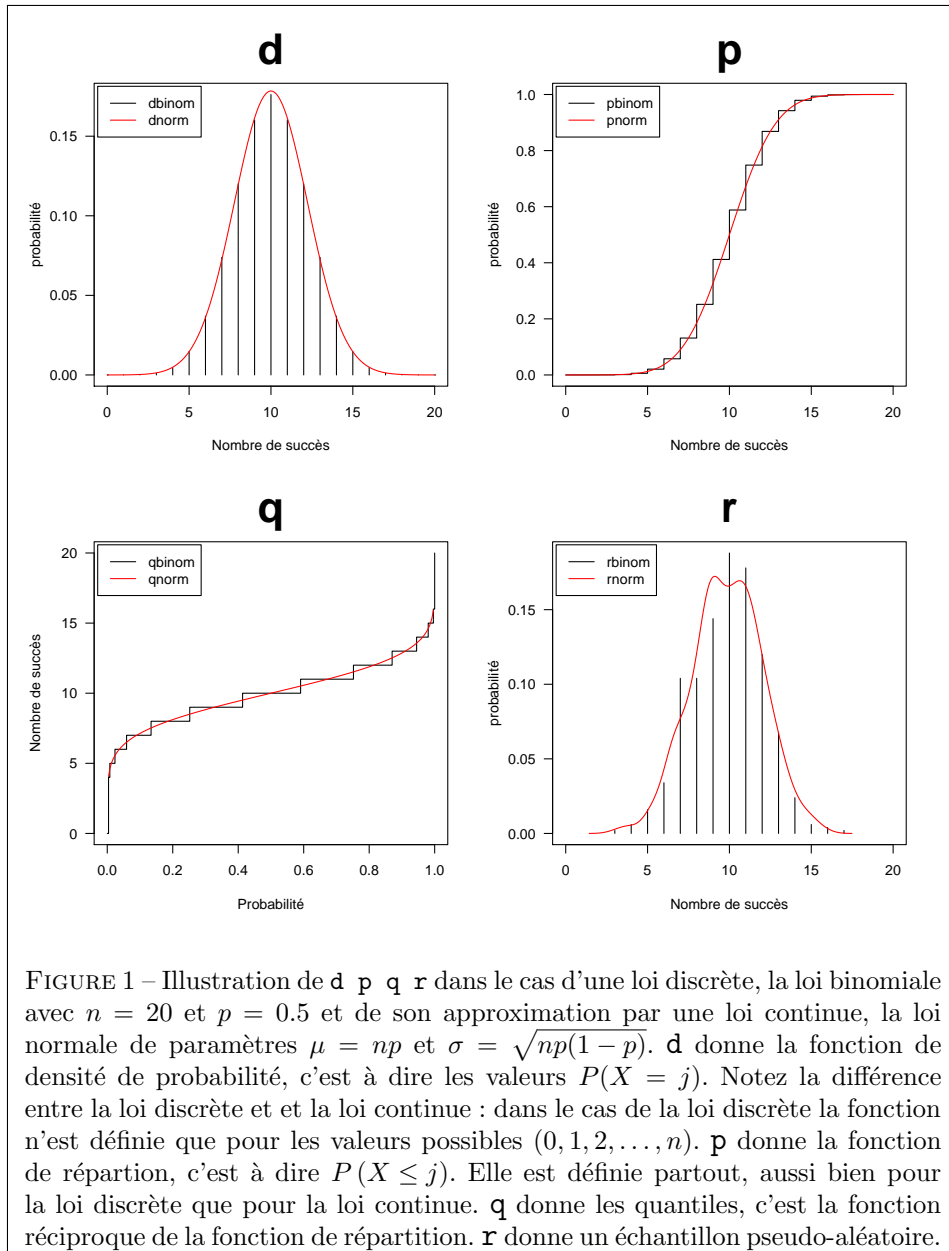 d
dbinom
dnorm
0.15
0.10
0.05
0.00
probabilité
0 5 10 15 20
Nombre de succès
p
pbinom
pnorm
1.0
0.8
0.6
0.4
0.2
0.0
probabilité
0 5 10 15 20
Nombre de succès
q
qbinom
qnorm
20
15
10
5
0
Nombre de succès
0.0 0.2 0.4 0.6 0.8 1.0
Probabilité
r
rbinom
rnorm
0.15
0.10
0.05
0.00
probabilité
0 5 10 15 20
Nombre de succès
FIGURE 1 – Illustration de d p q r dans le cas d'une loi discrète, la loi binomiale
avec n = 20 et p = 0.5 et de son approximation par une loi continue, la loi
normale de paramètres μ = np et σ = √np(1 − p). d donne la fonction de
densité de probabilité, c'est à dire les valeurs P(X = j). Notez la différence
entre la loi discrète et et la loi continue : dans le cas de la loi discrète la fonction
n'est définie que pour les valeurs possibles (0, 1, 2, . . . , n). p donne la fonction
de répartion, c'est à dire P (X ≤ j). Elle est définie partout, aussi bien pour
la loi discrète que pour la loi continue. q donne les quantiles, c'est la fonction
réciproque de la fonction de répartition. r donne un échantillon pseudo-aléatoire.